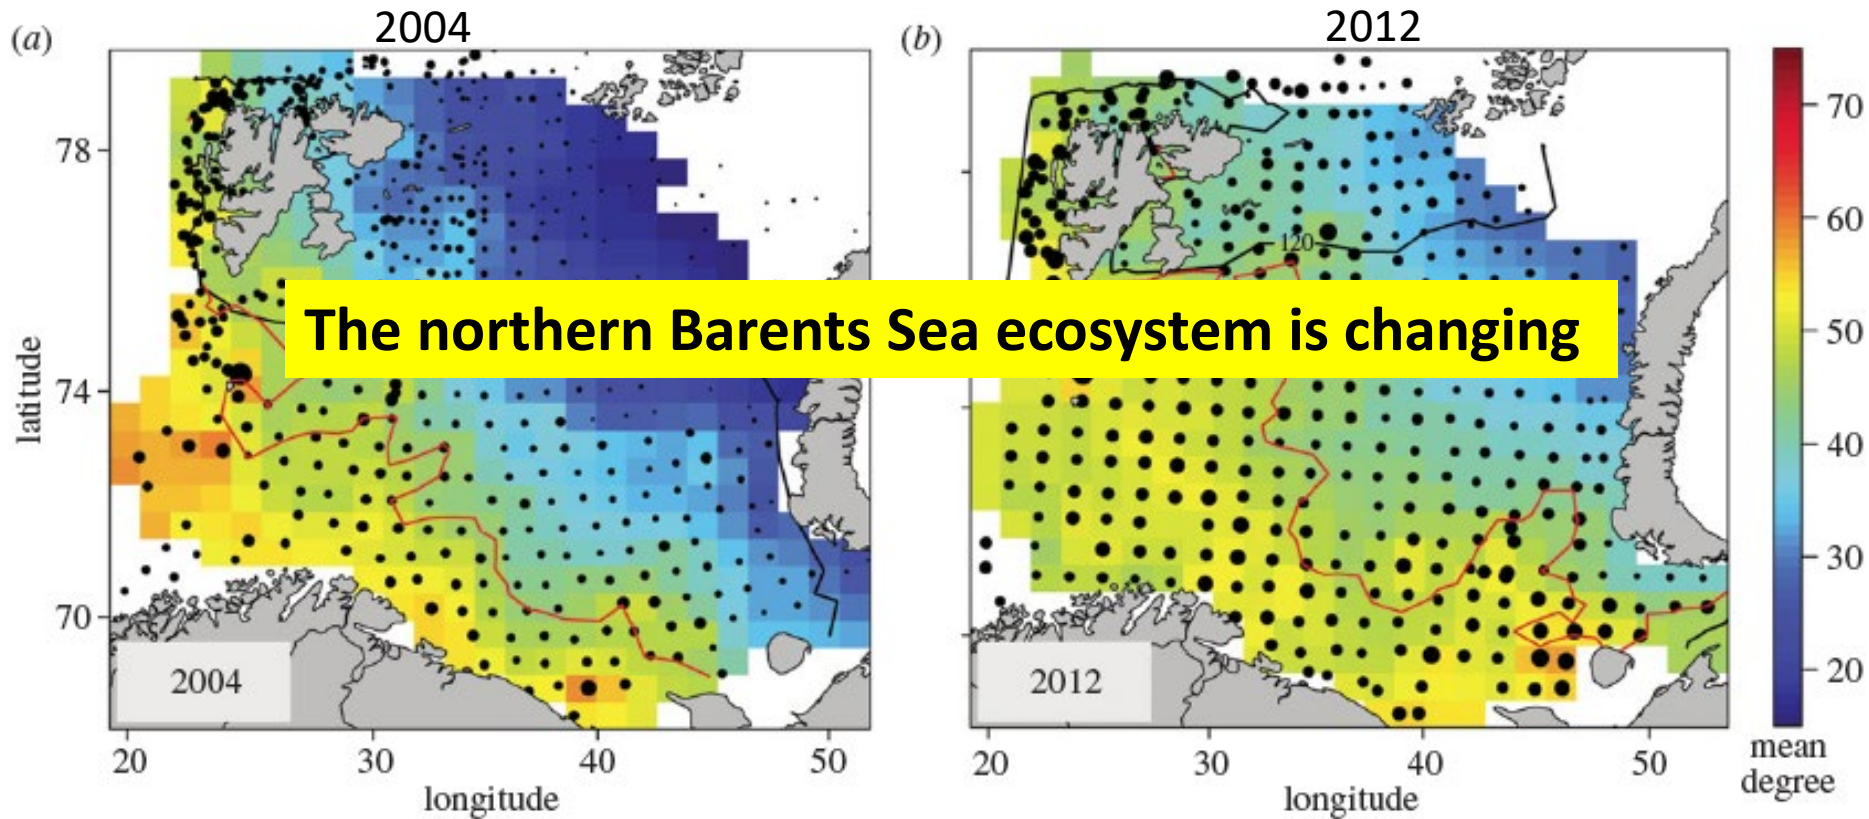 2004
2012
(a)
(b)
78
74
70
latitude
120
The northern Barents Sea ecosystem is changing
2004
2012
20 30 40 50
longitude
20 30 40 50
longitude
70
60
50
40
30
20
mean
degree